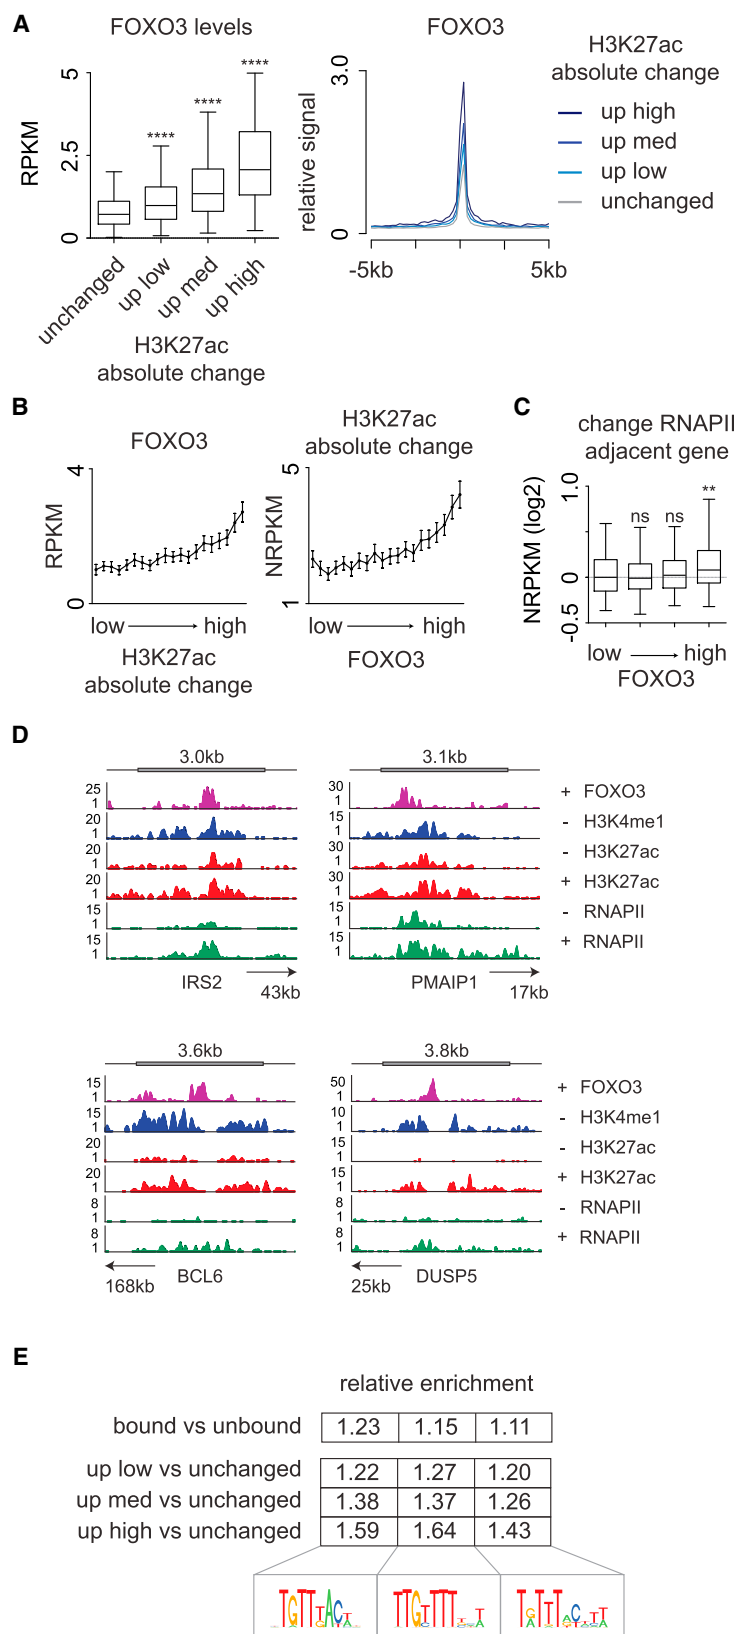 A
FOXO3 levels
FOXO3
H3K27ac
absolute change
RPKM
5
2.5
0
****
****
****
relative signal
3.0
0
up high
up med
up low
unchanged
unchanged
up low
up med
up high
-5kb
5kb
H3K27ac
absolute change
B
FOXO3
RPKM
4
0
low
high
H3K27ac
absolute change
H3K27ac
absolute change
NRPKM
5
1
low
high
FOXO3
C
change RNAPII
adjacent gene
NRPKM (log2)
1.0
0
-0.5
ns
ns
**
low
high
FOXO3
D
3.0kb
25
1
20
1
20
1
20
1
15
1
15
1
IRS2
43kb
3.1kb
30
1
15
1
30
1
30
1
15
1
15
1
PMAIP1
17kb
+ FOXO3
- H3K4me1
- H3K27ac
+ H3K27ac
- RNAPII
+ RNAPII
3.6kb
15
1
15
1
20
1
20
1
8
1
8
1
168kb
BCL6
3.8kb
50
1
10
1
15
1
15
1
8
1
8
1
25kb
DUSP5
+ FOXO3
- H3K4me1
- H3K27ac
+ H3K27ac
- RNAPII
+ RNAPII
E
relative enrichment
bound vs unbound 1.23 1.15 1.11
up low vs unchanged 1.22 1.27 1.20
up med vs unchanged 1.38 1.37 1.26
up high vs unchanged 1.59 1.64 1.43